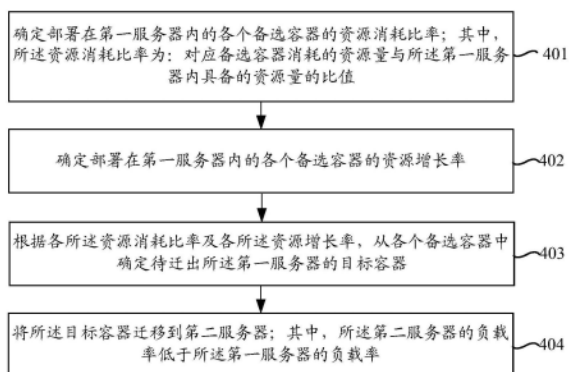 确定部署在第一服务器内的各个备选容器的资源消耗比率；其中，
所述资源消耗比率为：对应备选容器消耗的资源量与所述第一服务
器内具备的资源量的比值
401
确定部署在第一服务器内的各个备选容器的资源增长率
402
根据各所述资源消耗比率及各所述资源增长率，从各个备选容器中
确定待迁出所述第一服务器的目标容器
403
将所述目标容器迁移到第二服务器；其中，所述第二服务器的负载
率低于所述第一服务器的负载率
404